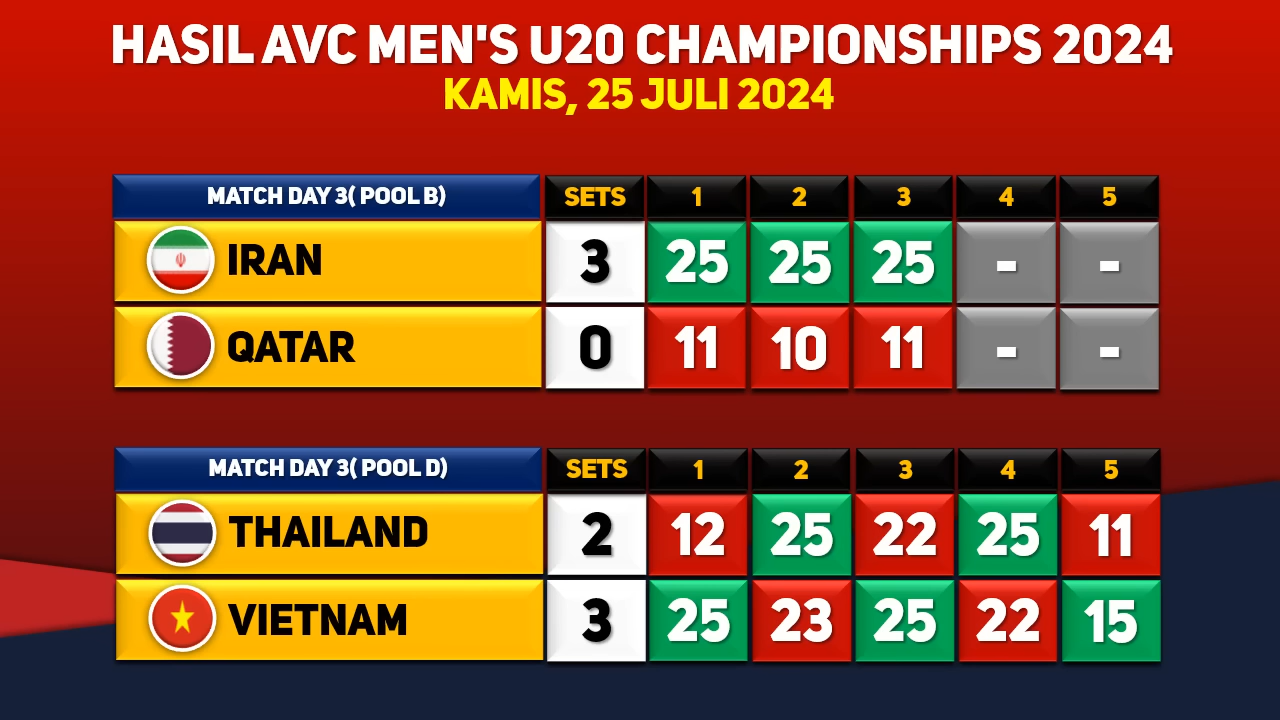 HASIL AVC MEN'S U20 CHAMPIONSHIPS 2024
KAMIS, 25 JULI 2024
MATCH DAY 3( POOL B) SETS 1 2 3 4 5
IRAN 3 25 25 25 - -
QATAR 0 11 10 11 - -
MATCH DAY 3( POOL D) SETS 1 2 3 4 5
THAILAND 2 12 25 22 25 11
VIETNAM 3 25 23 25 22 15